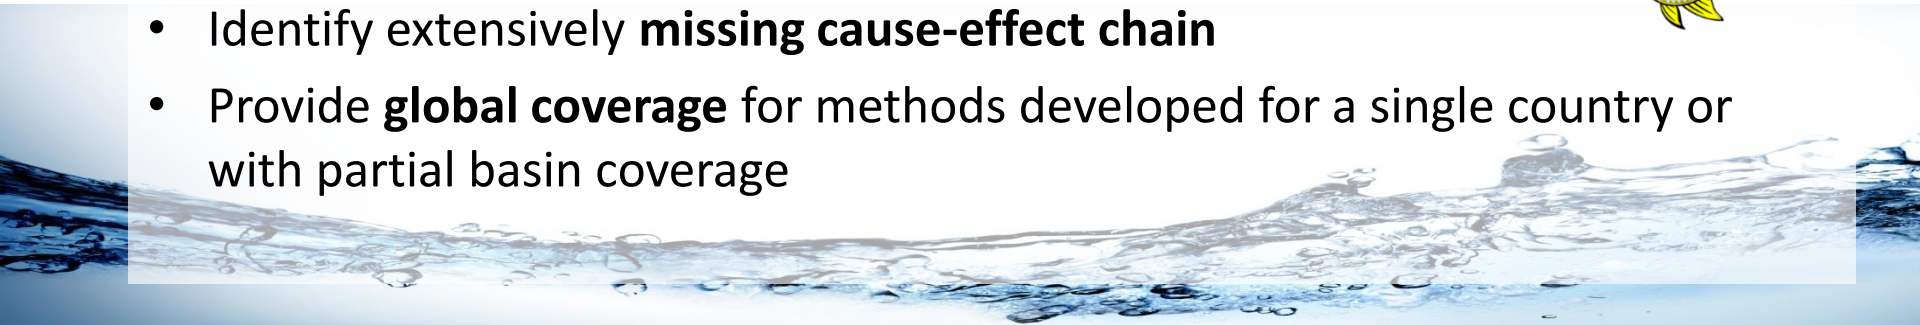 • Identify extensively missing cause-effect chain
• Provide global coverage for methods developed for a single country or
with partial basin coverage